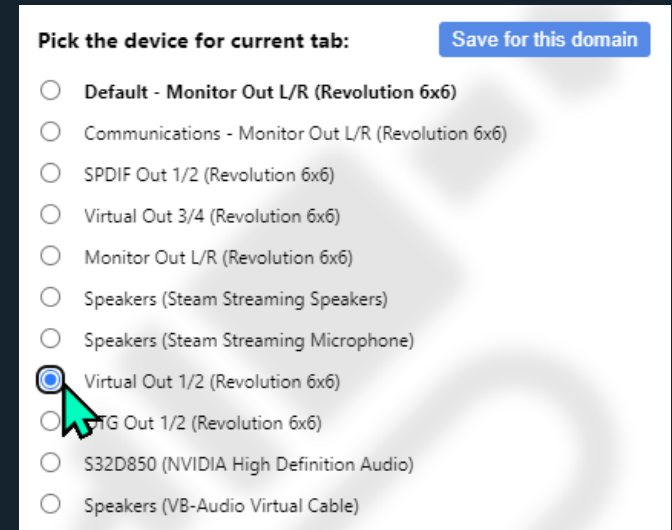 Pick the device for current tab:
Save for this domain
Default - Monitor Out L/R (Revolution 6x6)
Communications - Monitor Out L/R (Revolution 6x6)
SPDIF Out 1/2 (Revolution 6x6)
Virtual Out 3/4 (Revolution 6x6)
Monitor Out L/R (Revolution 6x6)
Speakers (Steam Streaming Speakers)
Speakers (Steam Streaming Microphone)
Virtual Out 1/2 (Revolution 6x6)
Out 1/2 (Revolution 6x6)
S32D850 (NVIDIA High Definition Audio)
Speakers (VB-Audio Virtual Cable)